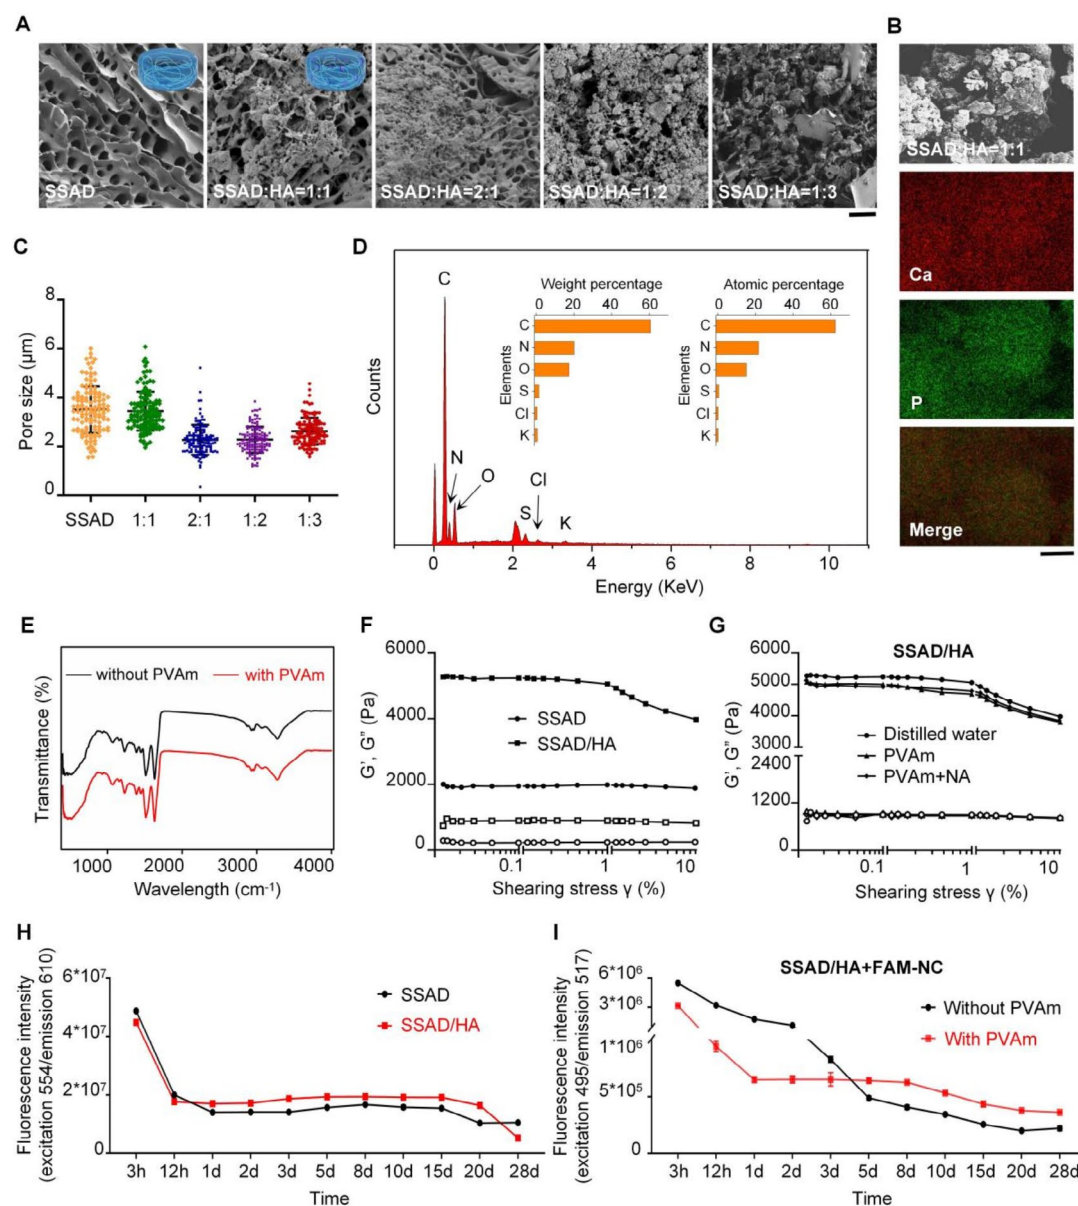 A
SSAD
SSAD:HA=1:1
SSAD:HA=2:1
SSAD:HA=1:2
SSAD:HA=1:3
B
SSAD:HA=1:1
Ca
P
Merge
C
Pore size (μm)
8
6
4
2
0
SSAD
1:1
2:1
1:2
1:3
D
Counts
C
N
O
S
Cl
K
Weight percentage
0 20 40 60
Elements
C
N
O
S
Cl
K
Atomic percentage
0 20 40 60
Elements
C
N
O
S
Cl
K
0 2 4 6 8 10
Energy (KeV)
E
without PVAm
with PVAm
Transmittance (%)
1000 2000 3000 4000
Wavelength (cm-1)
F
G', G" (Pa)
6000
4000
2000
0
SSAD
SSAD/HA
0.1 1 10
Shearing stress γ (%)
G
SSAD/HA
G', G" (Pa)
6000
5000
4000
3000
1200
600
0
Distilled water
PVAm
PVAm+NA
0.1 1 10
Shearing stress γ (%)
H
Fluorescence intensity
(excitation 554/emission 610)
6*10⁷
4*10⁷
2*10⁷
0
SSAD
SSAD/HA
3h 12h 1d 2d 3d 5d 8d 10d 15d 20d 28d
Time
I
SSAD/HA+FAM-NC
Fluorescence intensity
(excitation 495/emission 517)
6*10⁶
3*10⁶
1*10⁶
5*10⁵
0
Without PVAm
With PVAm
3h 12h 1d 2d 3d 5d 8d 10d 15d 20d 28d
Time